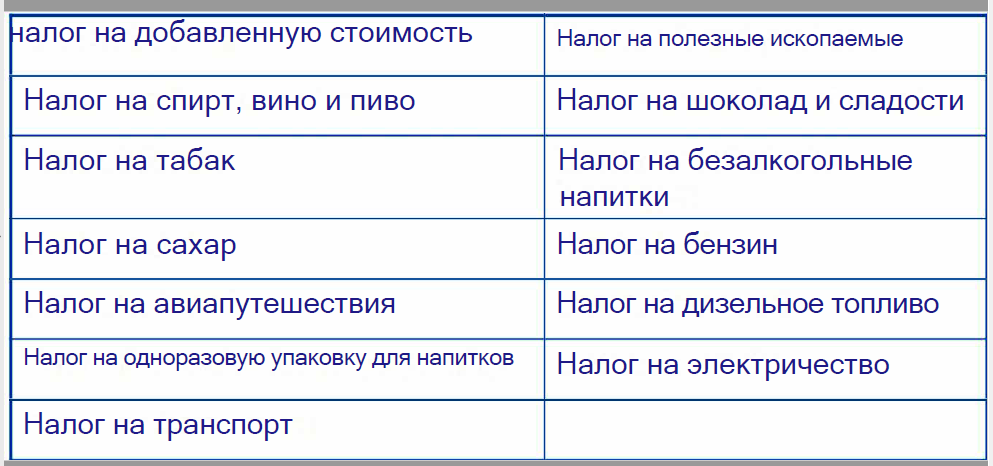 налог на добавленную стоимость
Налог на полезные ископаемые
Налог на спирт, вино и пиво
Налог на шоколад и сладости
Налог на табак
Налог на безалкогольные
напитки
Налог на сахар
Налог на бензин
Налог на авиапутешествия
Налог на дизельное топливо
Налог на одноразовую упаковку для напитков
Налог на электричество
Налог на транспорт